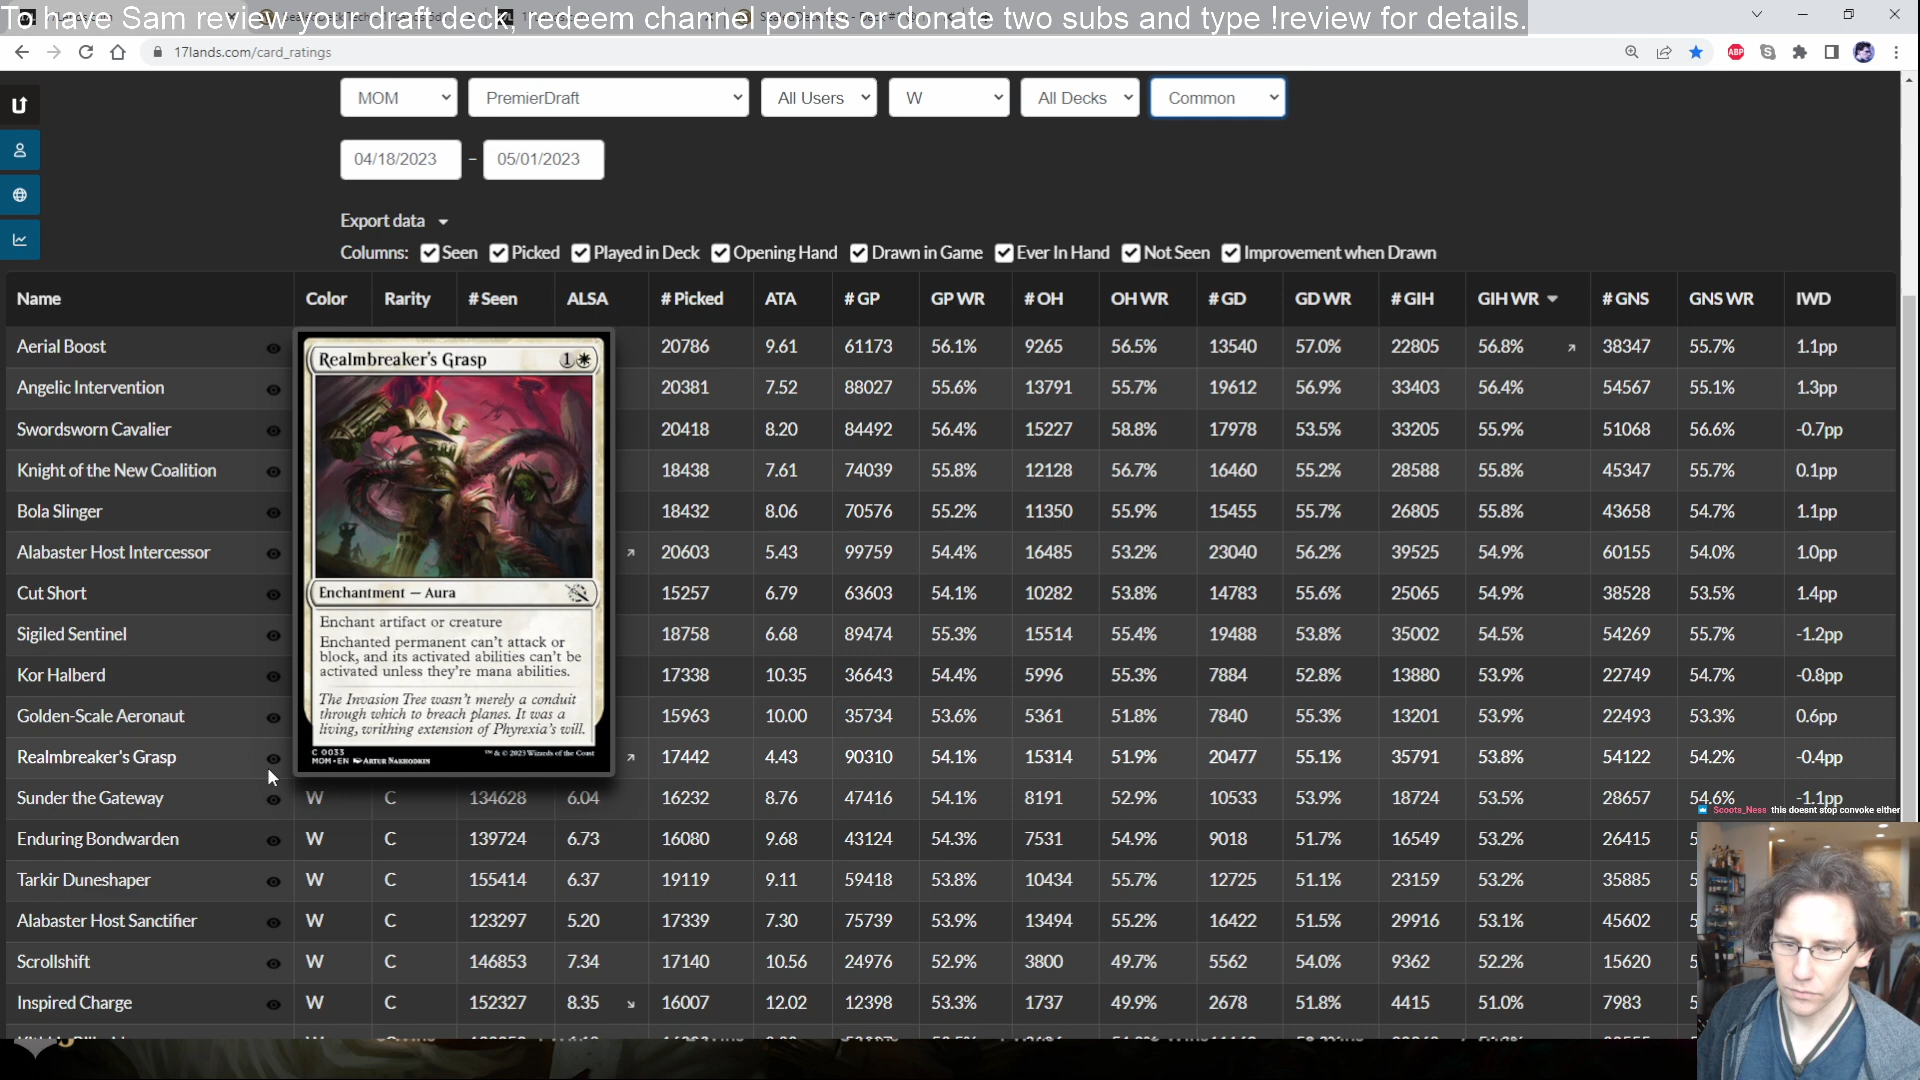 To have Sam review your draft deck, redeem channel points or donate two subs and type !review for details.
17lands.com/card_ratings
ABP
MOM PremierDraft All Users W All Decks Common
04/18/2023 – 05/01/2023
Export data
Columns: Seen Picked Played in Deck Opening Hand Drawn in Game Ever In Hand Not Seen Improvement when Drawn
Name Color Rarity # Seen ALSA # Picked ATA # GP GP WR # OH OH WR # GD GD WR # GIH GIH WR # GNS GNS WR IWD
Aerial Boost 20786 9.61 61173 56.1% 9265 56.5% 13540 57.0% 22805 56.8% 38347 55.7% 1.1pp
Angelic Intervention 20381 7.52 88027 55.6% 13791 55.7% 19612 56.9% 33403 56.4% 54567 55.1% 1.3pp
Swordsworn Cavalier 20418 8.20 84492 56.4% 15227 58.8% 17978 53.5% 33205 55.9% 51068 56.6% -0.7pp
Knight of the New Coalition 18438 7.61 74039 55.8% 12128 56.7% 16460 55.2% 28588 55.8% 45347 55.7% 0.1pp
Bola Slinger 18432 8.06 70576 55.2% 11350 55.9% 15455 55.7% 26805 55.8% 43658 54.7% 1.1pp
Alabaster Host Intercessor 20603 5.43 99759 54.4% 16485 53.2% 23040 56.2% 39525 54.9% 60155 54.0% 1.0pp
Cut Short 15257 6.79 63603 54.1% 10282 53.8% 14783 55.6% 25065 54.9% 38528 53.5% 1.4pp
Sigiled Sentinel 18758 6.68 89474 55.3% 15514 55.4% 19488 53.8% 35002 54.5% 54269 55.7% -1.2pp
Kor Halberd 17338 10.35 36643 54.4% 5996 55.3% 7884 52.8% 13880 53.9% 22749 54.7% -0.8pp
Golden-Scale Aeronaut 15963 10.00 35734 53.6% 5361 51.8% 7840 55.3% 13201 53.9% 22493 53.3% 0.6pp
Realmbreaker's Grasp 17442 4.43 90310 54.1% 15314 51.9% 20477 55.1% 35791 53.8% 54122 54.2% -0.4pp
Sunder the Gateway W C 134628 6.04 16232 8.76 47416 54.1% 8191 52.9% 10533 53.9% 18724 53.5% 28657 54.6% -1.1pp
Enduring Bondwarden W C 139724 6.73 16080 9.68 43124 54.3% 7531 54.9% 9018 51.7% 16549 53.2% 26415 5
Tarkir Duneshaper W C 155414 6.37 19119 9.11 59418 53.8% 10434 55.7% 12725 51.1% 23159 53.2% 35885 5
Alabaster Host Sanctifier W C 123297 5.20 17339 7.30 75739 53.9% 13494 55.2% 16422 51.5% 29916 53.1% 45602 5
Scrollshift W C 146853 7.34 17140 10.56 24976 52.9% 3800 49.7% 5562 54.0% 9362 52.2% 15620 5
Inspired Charge W C 152327 8.35 16007 12.02 12398 53.3% 1737 49.9% 2678 51.8% 4415 51.0% 7983 5
Realmbreaker's Grasp 1
Enchantment — Aura
Enchant artifact or creature
Enchanted permanent can't attack or
block, and its activated abilities can't be
activated unless they're mana abilities.
The Invasion Tree wasn't merely a conduit
through which to breach planes. It was a
living, writhing extension of Phyrexia's will.
C 0033
MOM • EN Artur Nakhodkin
™ & © 2023 Wizards of the Coast
Scoots_Ness this doesnt stop convoke either